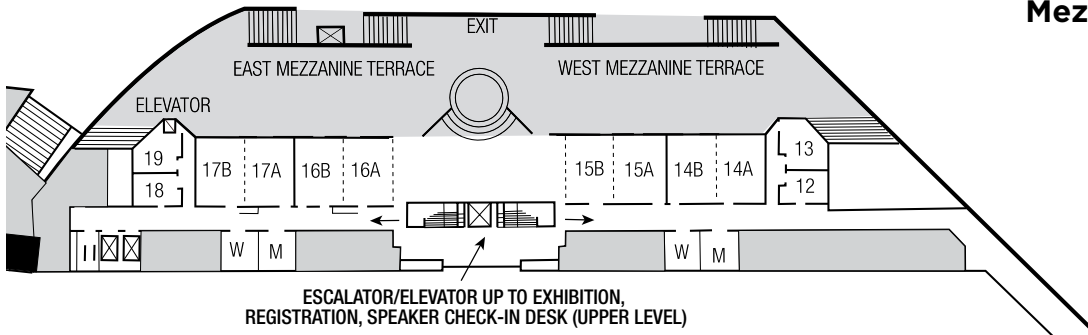 Mez
EXIT
EAST MEZZANINE TERRACE
WEST MEZZANINE TERRACE
ELEVATOR
19
18
17B
17A
16B
16A
15B
15A
14B
14A
13
12
W
M
W
M
ESCALATOR/ELEVATOR UP TO EXHIBITION,
REGISTRATION, SPEAKER CHECK-IN DESK (UPPER LEVEL)